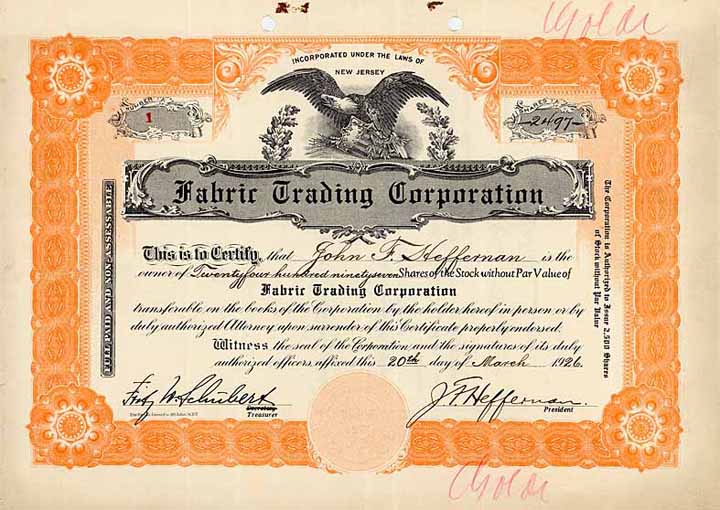 INCORPORATED UNDER THE LAWS OF
NEW JERSEY
NUMBER
1
SHARES
-2497-
Fabric Trading Corporation
FULL PAID AND NON-ASSESSABLE
The Corporation is Authorized to Issue 2,500 Shares
of Stock without Par Value
This is to Certify, that John F. Heffernan is the
owner of Twentyfour hundred ninetyseven Shares of the Stock without Par Value of
Fabric Trading Corporation
transferable on the books of the Corporation by the holder hereof in person or by
duly authorized Attorney upon surrender of this Certificate properly endorsed.
Witness the seal of the Corporation and the signatures of its duly
authorized officers, affixed this 20th day of March 1926.
Fritz W. Schubert
Secretary
Treasurer
J. F. Heffernan.
President